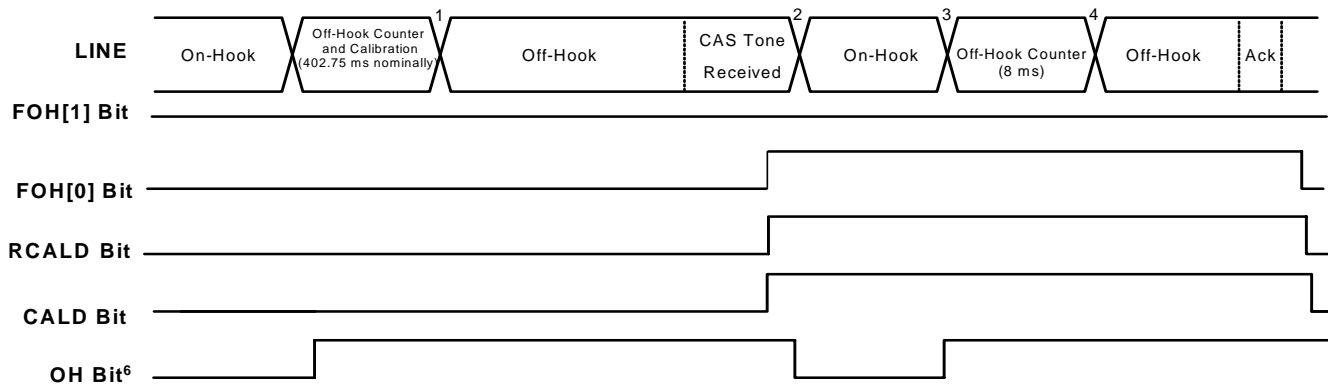 1 2 3 4
LINE
On-Hook
Off-Hook Counter
and Calibration
(402.75 ms nominally)
Off-Hook
CAS Tone
Received
On-Hook
Off-Hook Counter
(8 ms)
Off-Hook
Ack
FOH[1] Bit
FOH[0] Bit
RCALD Bit
CALD Bit
OH Bit⁶